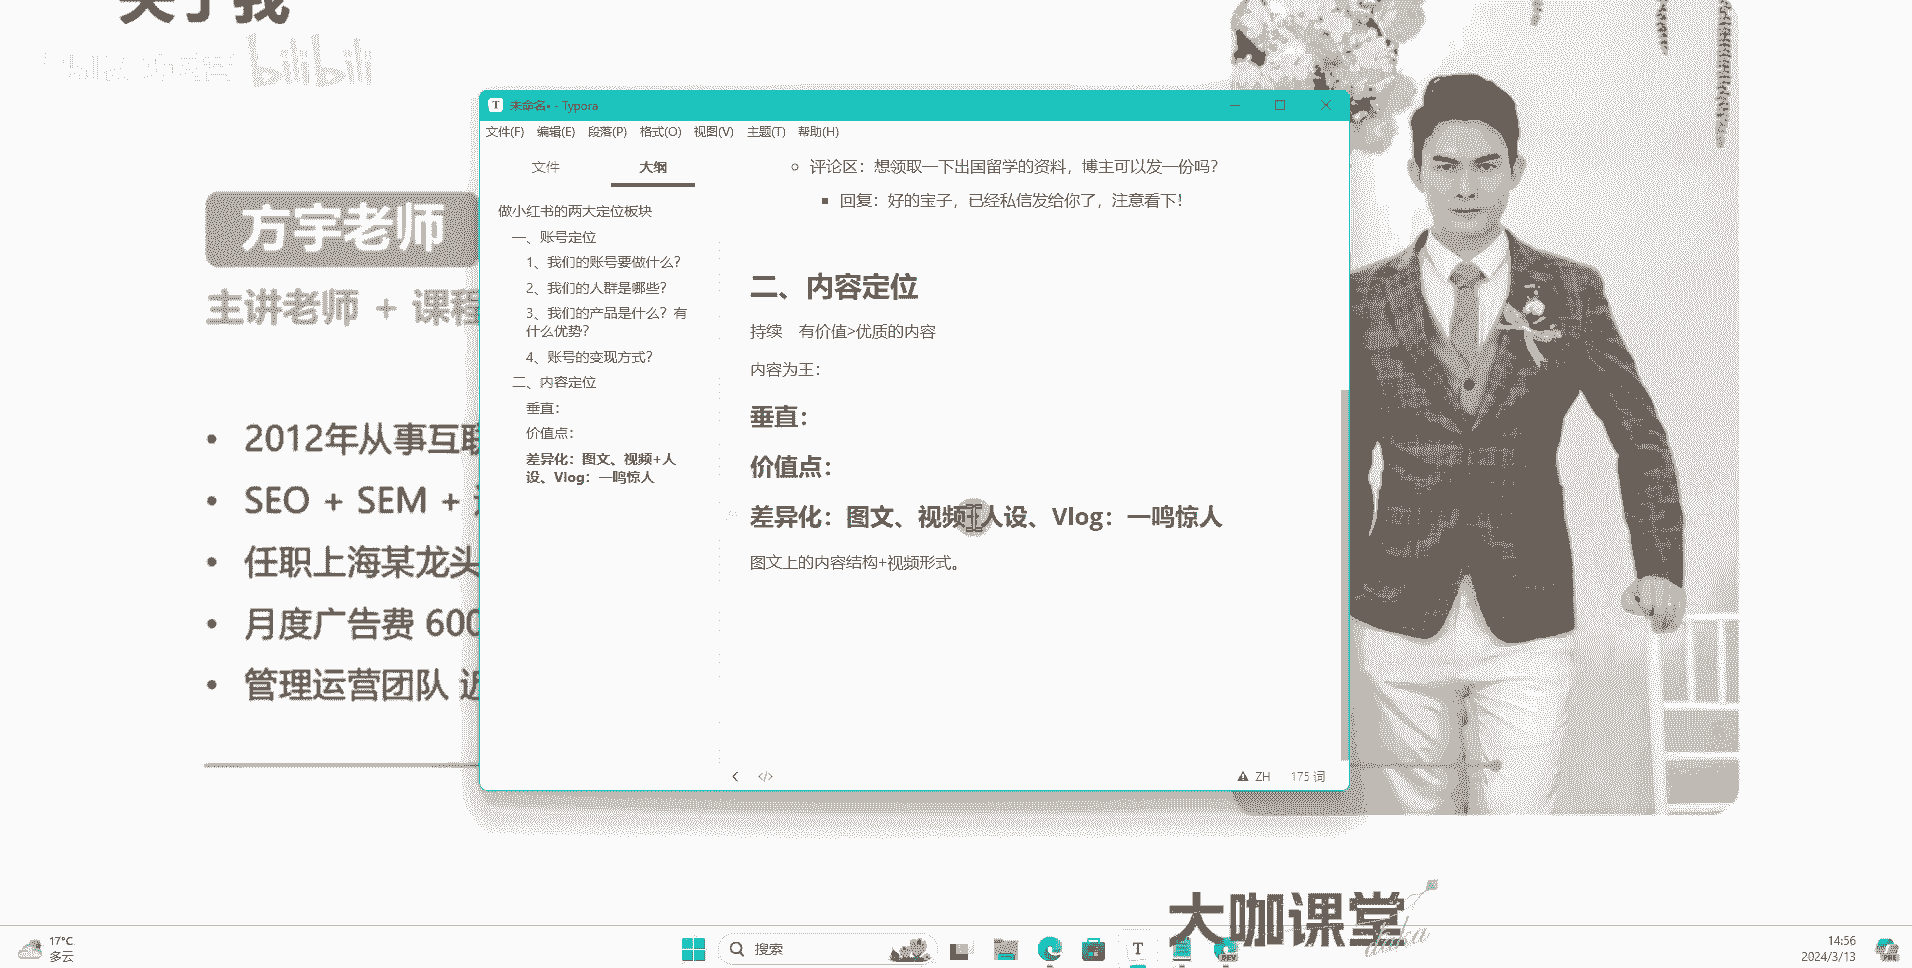 关于我
bilibili
方宇老师
主讲老师 + 课程
2012年从事互联
SEO + SEM +
任职上海某龙头
月度广告费 600
管理运营团队 近
未命名• - Typora
文件(F) 编辑(E) 段落(P) 格式(O) 视图(V) 主题(T) 帮助(H)
文件 大纲
做小红书的两大定位板块
一、账号定位
1、我们的账号要做什么？
2、我们的人群是哪些？
3、我们的产品是什么？有
什么优势？
4、账号的变现方式？
二、内容定位
垂直：
价值点：
差异化：图文、视频+人
设、Vlog：一鸣惊人
评论区：想领取一下出国留学的资料，博主可以发一份吗？
回复：好的宝子，已经私信发给你了，注意看下！
二、内容定位
持续 有价值>优质的内容
内容为王：
垂直：
价值点：
差异化：图文、视频+人设、Vlog：一鸣惊人
图文上的内容结构+视频形式。
ZH 175 词
大咖课堂
daka
17°C
多云
搜索
T
DEV
14:56
2024/3/13
PRE